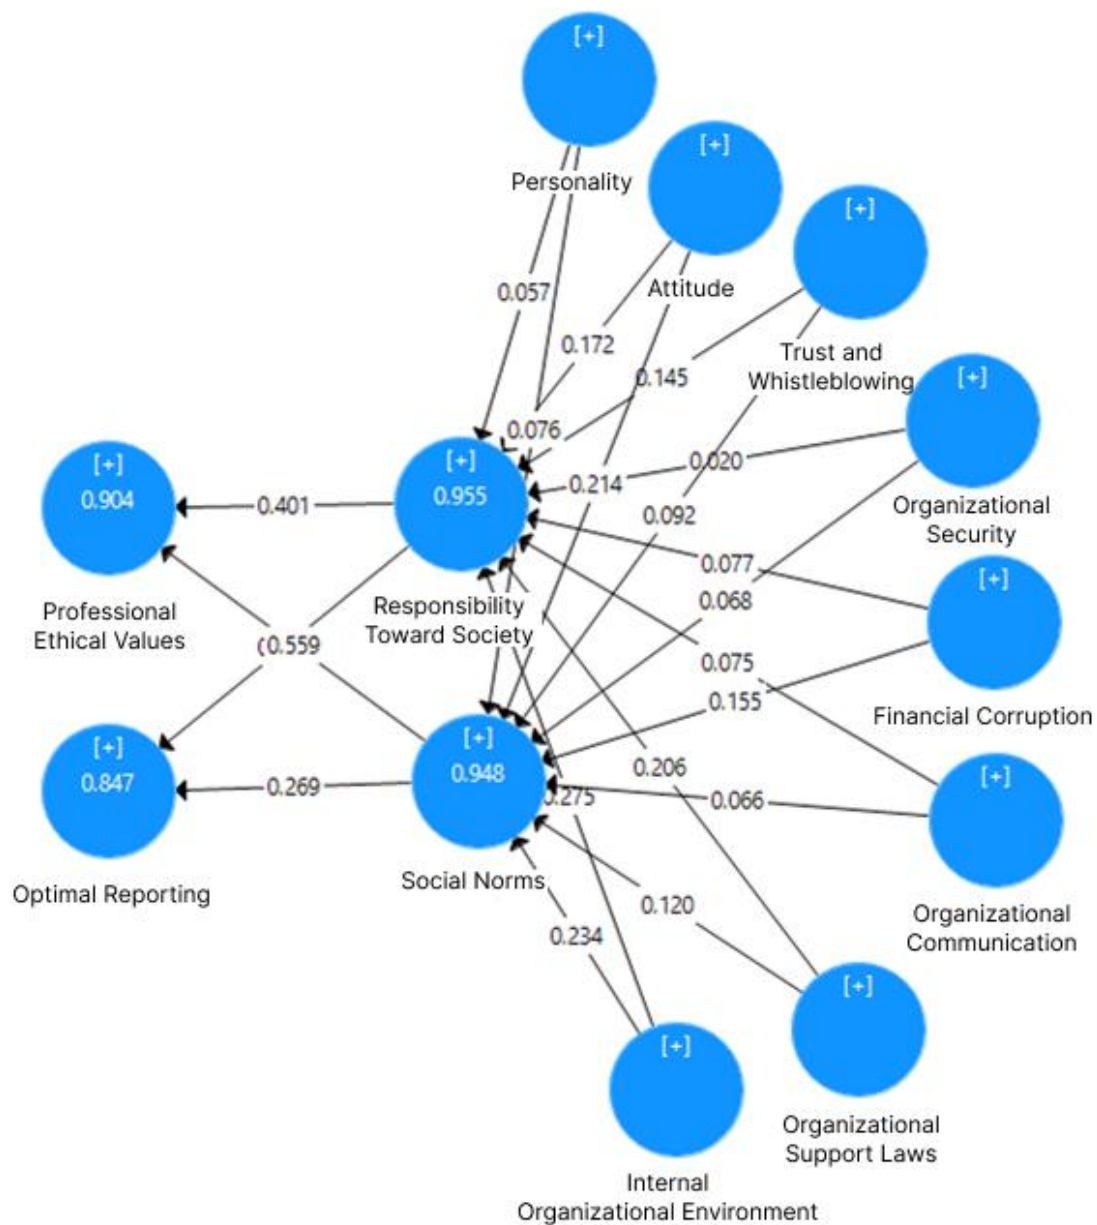 [+]
Personality
[+]
Attitude
[+]
Trust and
Whistleblowing
[+]
Organizational
Security
[+]
Financial Corruption
[+]
Organizational
Communication
[+]
Organizational
Support Laws
[+]
Internal
Organizational Environment
[+]
0.955
Responsibility
Toward Society
[+]
0.948
Social Norms
[+]
0.904
Professional
Ethical Values
[+]
0.847
Optimal Reporting
0.057
0.172
0.145
0.076
0.020
0.214
0.092
0.077
0.068
0.075
0.155
0.206
0.275
0.066
0.120
0.234
0.401
0.559
0.269